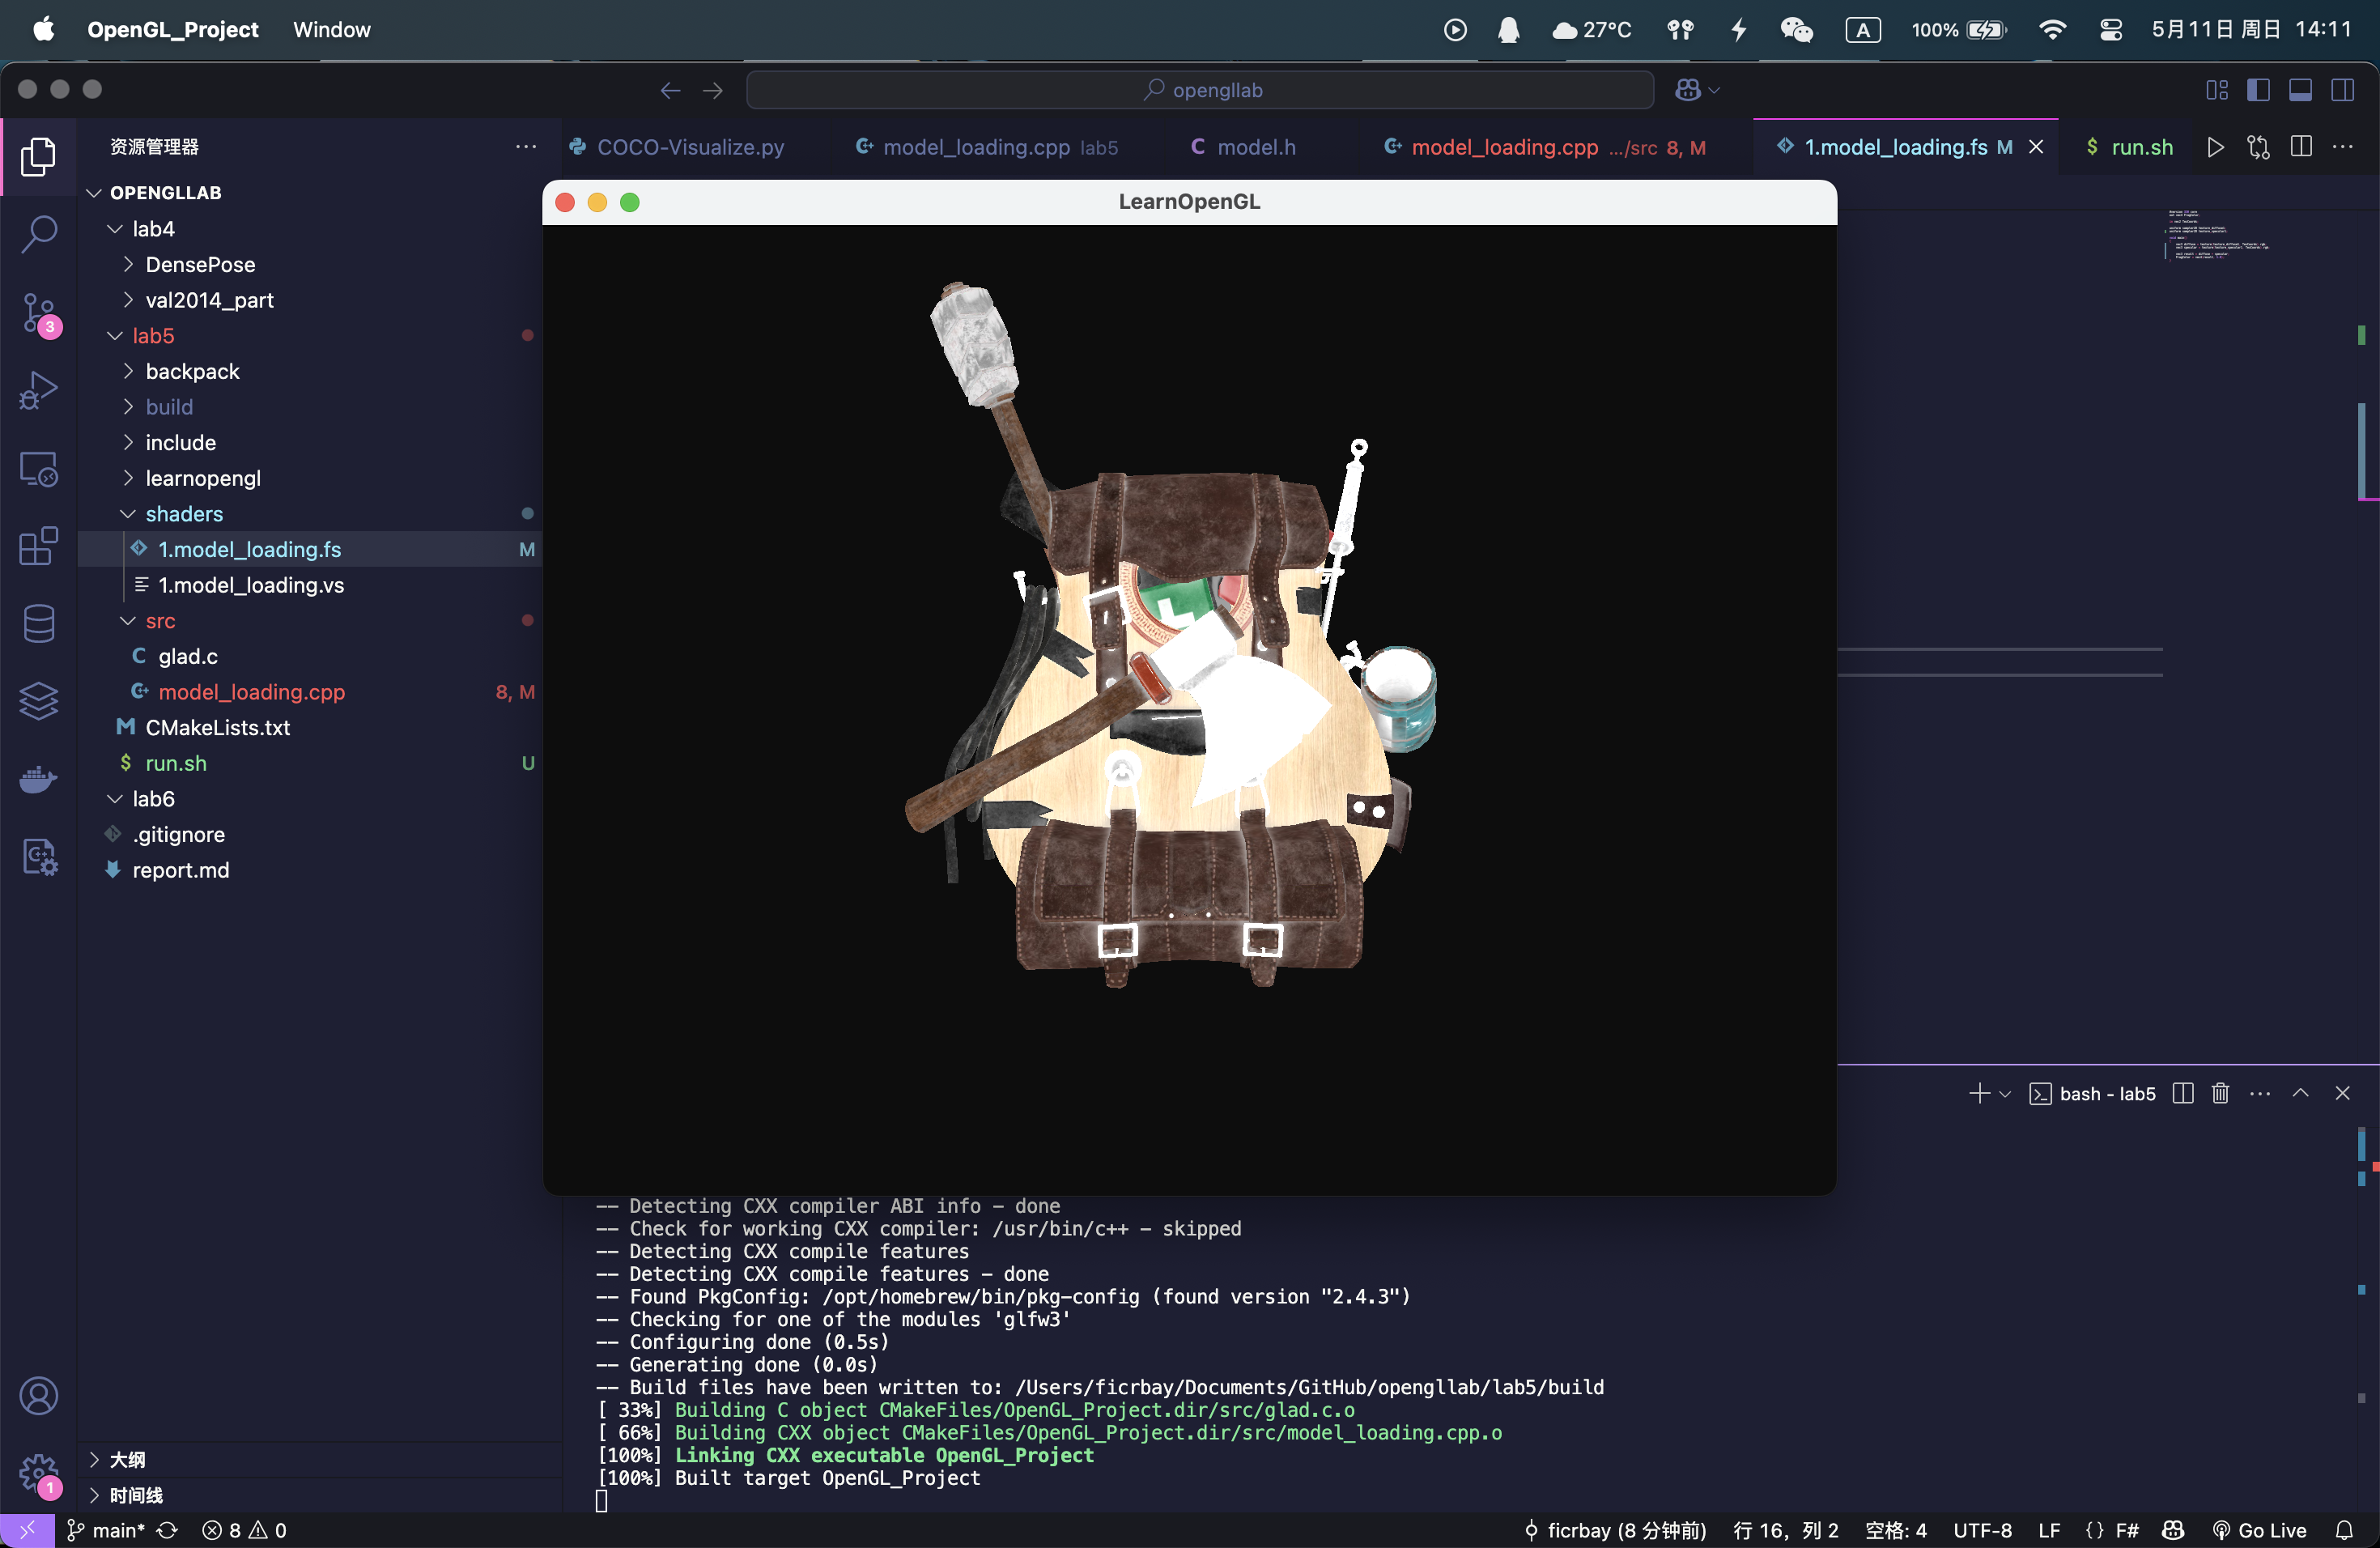 OpenGL_Project Window 27°C A 100% 5月11日 周日 14:11
opengllab
资源管理器
COCO-Visualize.py model_loading.cpp lab5 C model.h model_loading.cpp .../src 8, M 1.model_loading.fs M $ run.sh
OPENGLLAB
lab4
DensePose
val2014_part
lab5
backpack
build
include
learnopengl
shaders
1.model_loading.fs M
1.model_loading.vs
src
C glad.c
model_loading.cpp 8, M
M CMakeLists.txt
$ run.sh U
lab6
.gitignore
report.md
3
LearnOpenGL
bash - lab5
-- Detecting CXX compiler ABI info - done
-- Check for working CXX compiler: /usr/bin/c++ - skipped
-- Detecting CXX compile features
-- Detecting CXX compile features - done
-- Found PkgConfig: /opt/homebrew/bin/pkg-config (found version "2.4.3")
-- Checking for one of the modules 'glfw3'
-- Configuring done (0.5s)
-- Generating done (0.0s)
-- Build files have been written to: /Users/ficrbay/Documents/GitHub/opengllab/lab5/build
[ 33%] Building C object CMakeFiles/OpenGL_Project.dir/src/glad.c.o
[ 66%] Building CXX object CMakeFiles/OpenGL_Project.dir/src/model_loading.cpp.o
[100%] Linking CXX executable OpenGL_Project
[100%] Built target OpenGL_Project
大纲
时间线
1
main* 8 0 ficrbay (8 分钟前) 行 16，列 2 空格: 4 UTF-8 LF {} F# Go Live